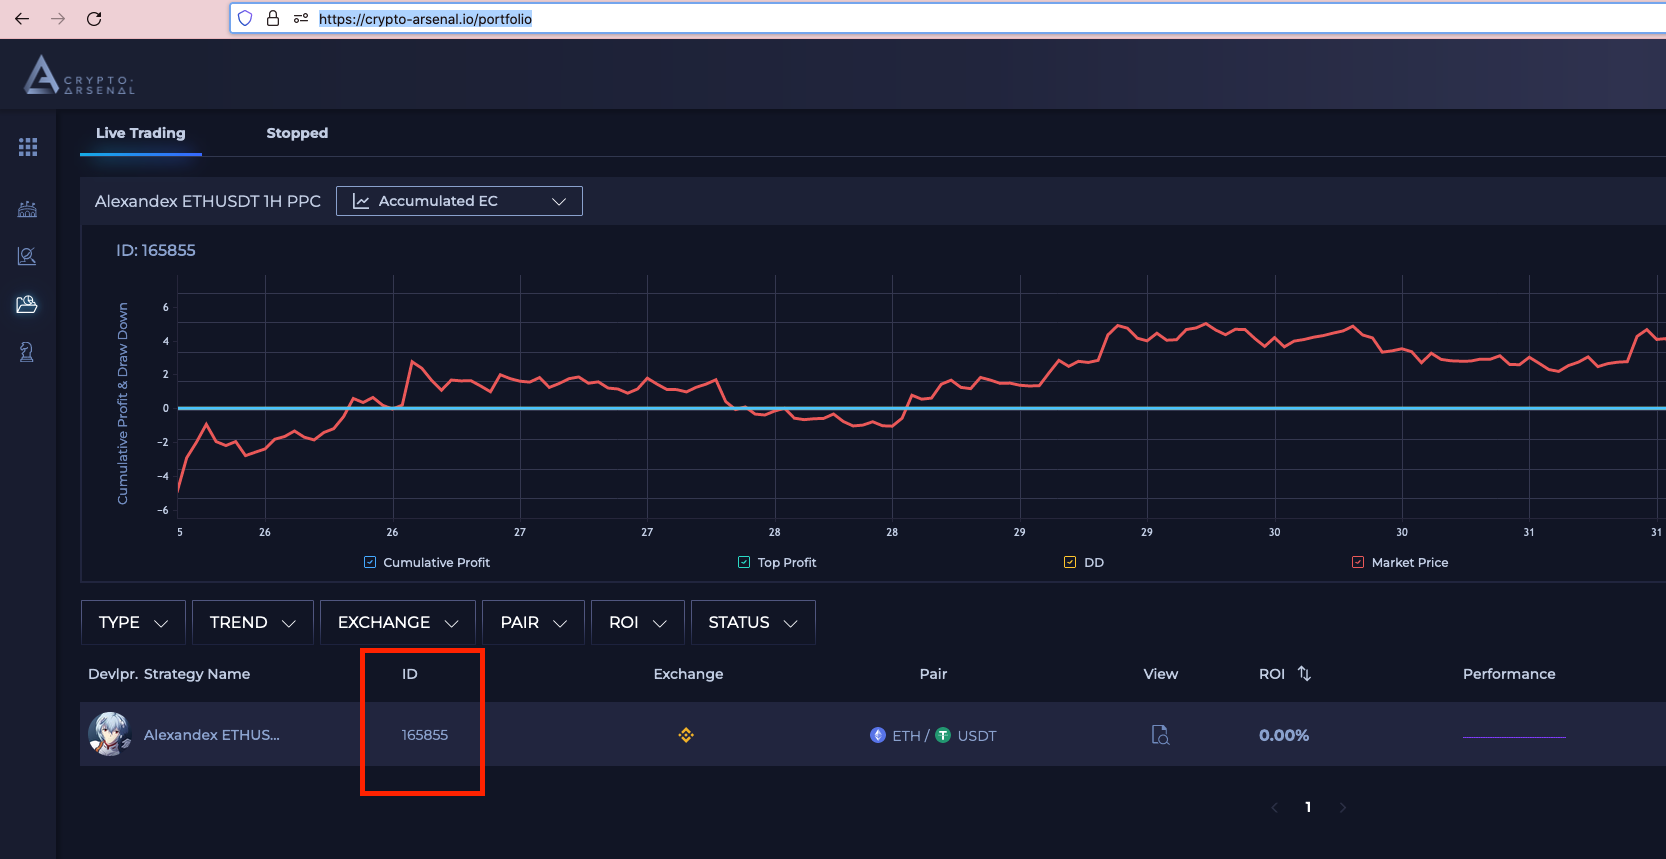 https://crypto-arsenal.io/portfolio
CRYPTO-
ARSENAL
Live Trading
Stopped
Alexandex ETHUSDT 1H PPC
Accumulated EC
ID: 165855
Cumulative Profit & Draw Down
6
4
2
0
−2
−4
−6
5 26 26 27 27 28 28 29 29 30 30 31 31
Cumulative Profit
Top Profit
DD
Market Price
TYPE
TREND
EXCHANGE
PAIR
ROI
STATUS
Devlpr. Strategy Name ID Exchange Pair View ROI Performance
Alexandex ETHUS... 165855 ETH / USDT 0.00%
1